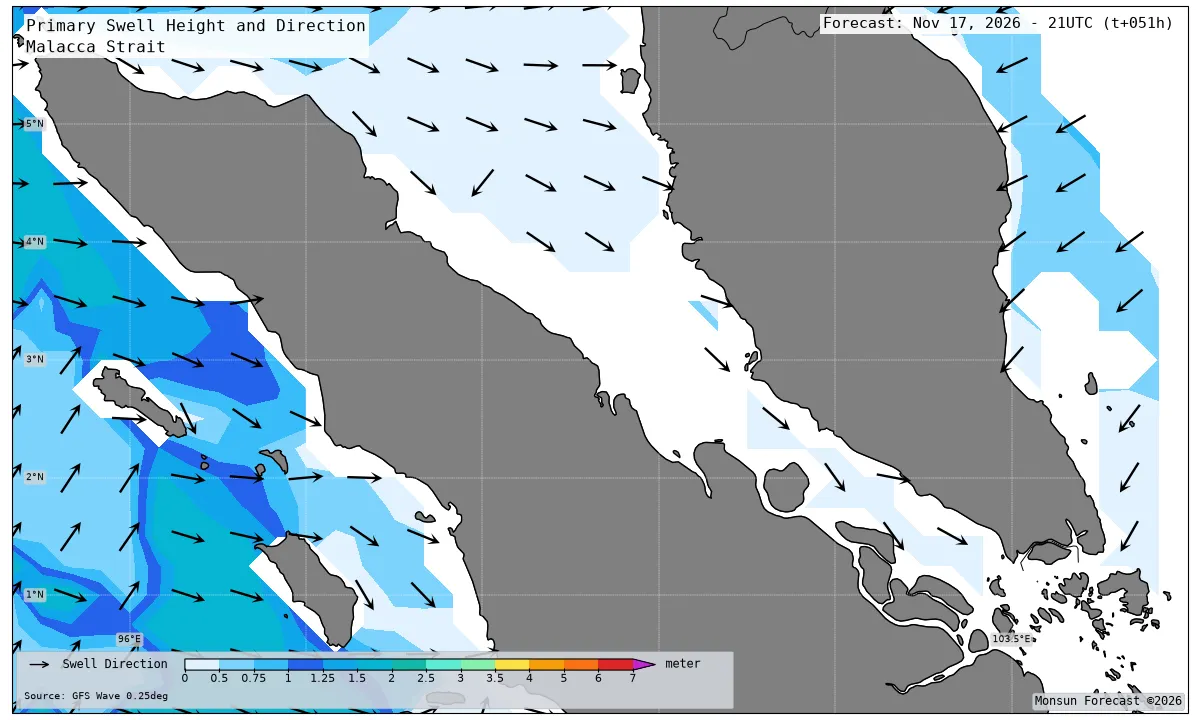 Primary Swell Height and Direction
Malacca Strait
Forecast: Nov 17, 2026 - 21UTC (t+051h)
5°N
4°N
3°N
2°N
1°N
96°E
103.5°E
Swell Direction
meter
0 0.5 0.75 1 1.25 1.5 2 2.5 3 3.5 4 5 6 7
Source: GFS Wave 0.25deg
Monsun Forecast ©2026